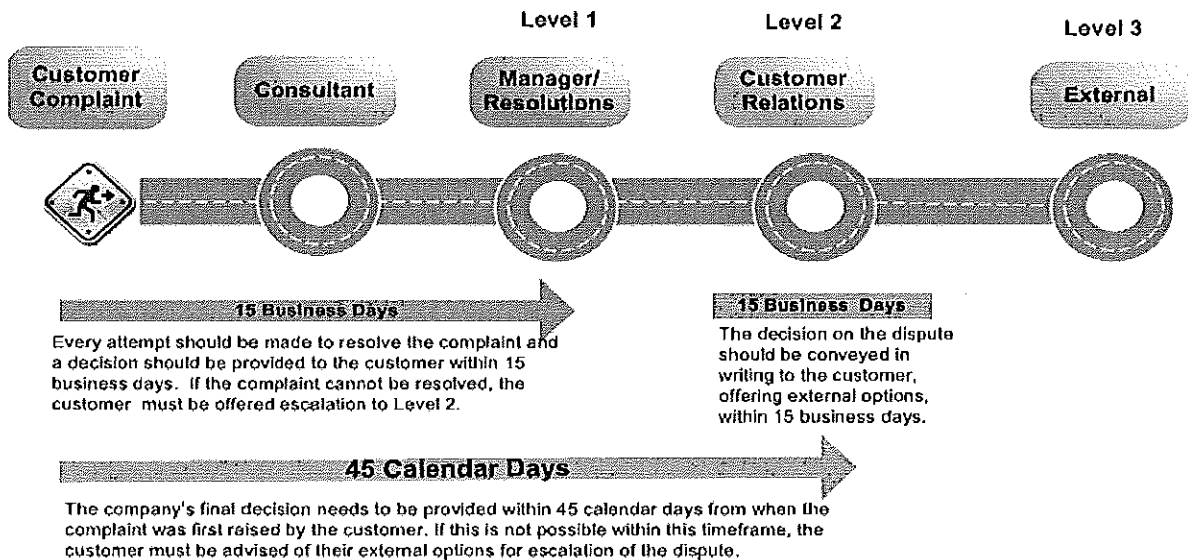 Level 1
Level 2
Level 3
Customer
Complaint
Consultant
Manager/
Resolutions
Customer
Relations
External
15 Business Days
Every attempt should be made to resolve the complaint and
a decision should be provided to the customer within 15
business days. If the complaint cannot be resolved, the
customer must be offered escalation to Level 2.
15 Business Days
The decision on the dispute
should be conveyed in
writing to the customer,
offering external options,
within 15 business days.
45 Calendar Days
The company's final decision needs to be provided within 45 calendar days from when the
complaint was first raised by the customer. If this is not possible within this timeframe, the
customer must be advised of their external options for escalation of the dispute.